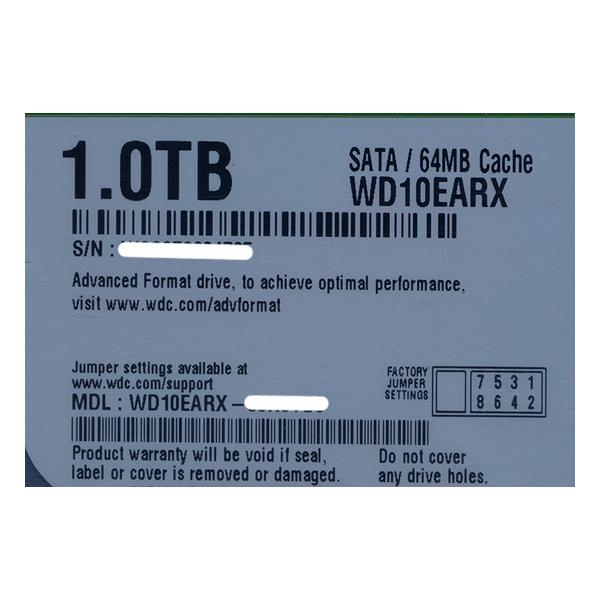 1.0TB
SATA / 64MB Cache
WD10EARX
S/N :
Advanced Format drive, to achieve optimal performance,
visit www.wdc.com/advformat
Jumper settings available at
www.wdc.com/support
MDL : WD10EARX –
FACTORY
JUMPER
SETTINGS
7 5 3 1
8 6 4 2
Product warranty will be void if seal,
label or cover is removed or damaged.
Do not cover
any drive holes.